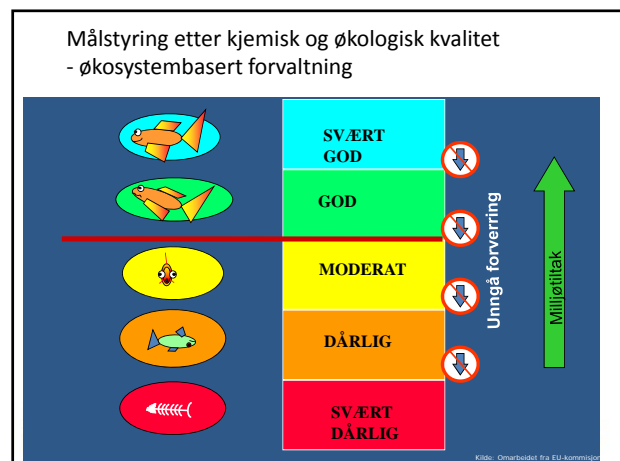 Målstyring etter kjemisk og økologisk kvalitet
- økosystembasert forvaltning
SVÆRT
GOD
GOD
MODERAT
DÅRLIG
SVÆRT
DÅRLIG
Unngå forverring
Milljøtiltak
Kilde: Omarbeidet fra EU-kommisjon